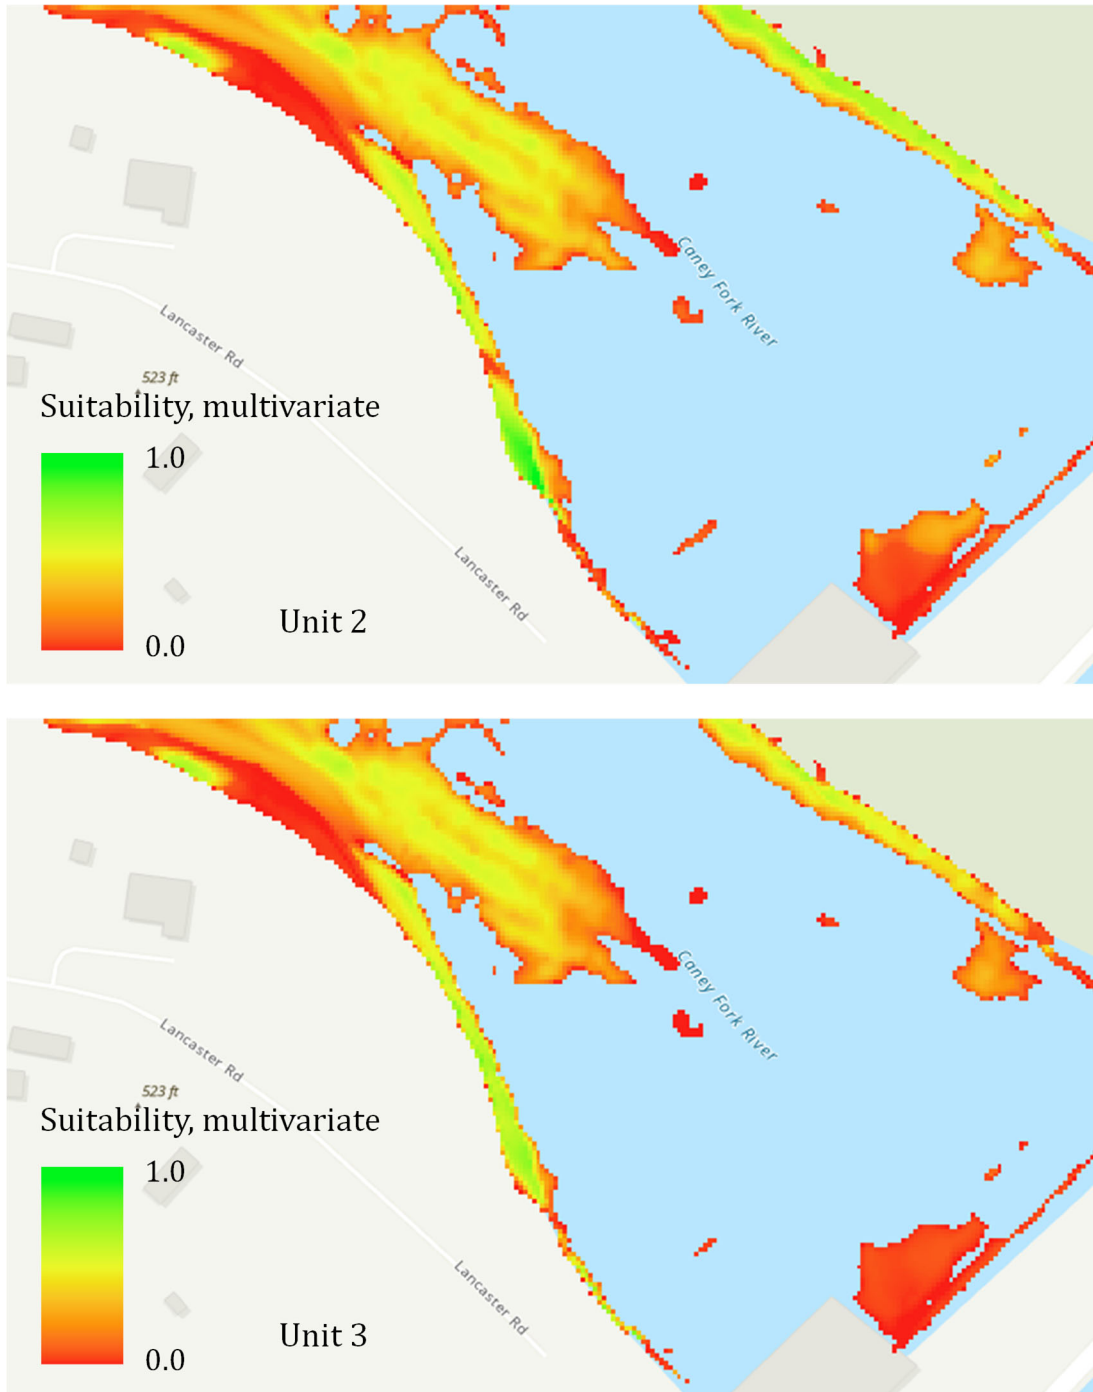 Caney Fork River
Lancaster Rd
523 ft
Suitability, multivariate
1.0
Lancaster Rd
Unit 2
0.0
Caney Fork River
Lancaster Rd
523 ft
Suitability, multivariate
1.0
Lancaster Rd
Unit 3
0.0